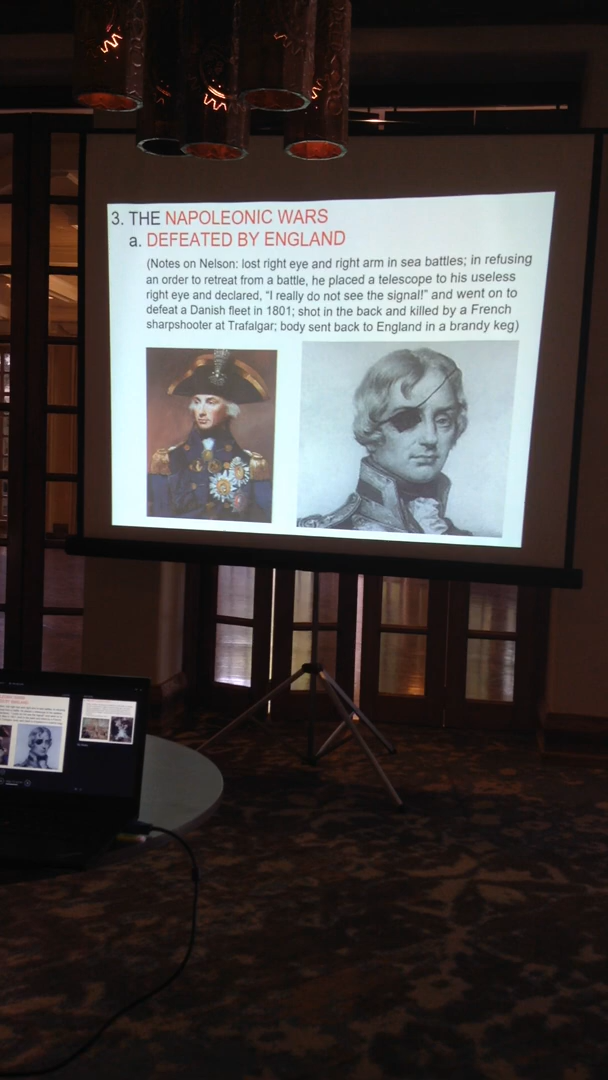 3. THE NAPOLEONIC WARS
a. DEFEATED BY ENGLAND
(Notes on Nelson: lost right eye and right arm in sea battles; in refusing
an order to retreat from a battle, he placed a telescope to his useless
right eye and declared, “I really do not see the signal!” and went on to
defeat a Danish fleet in 1801; shot in the back and killed by a French
sharpshooter at Trafalgar; body sent back to England in a brandy keg)